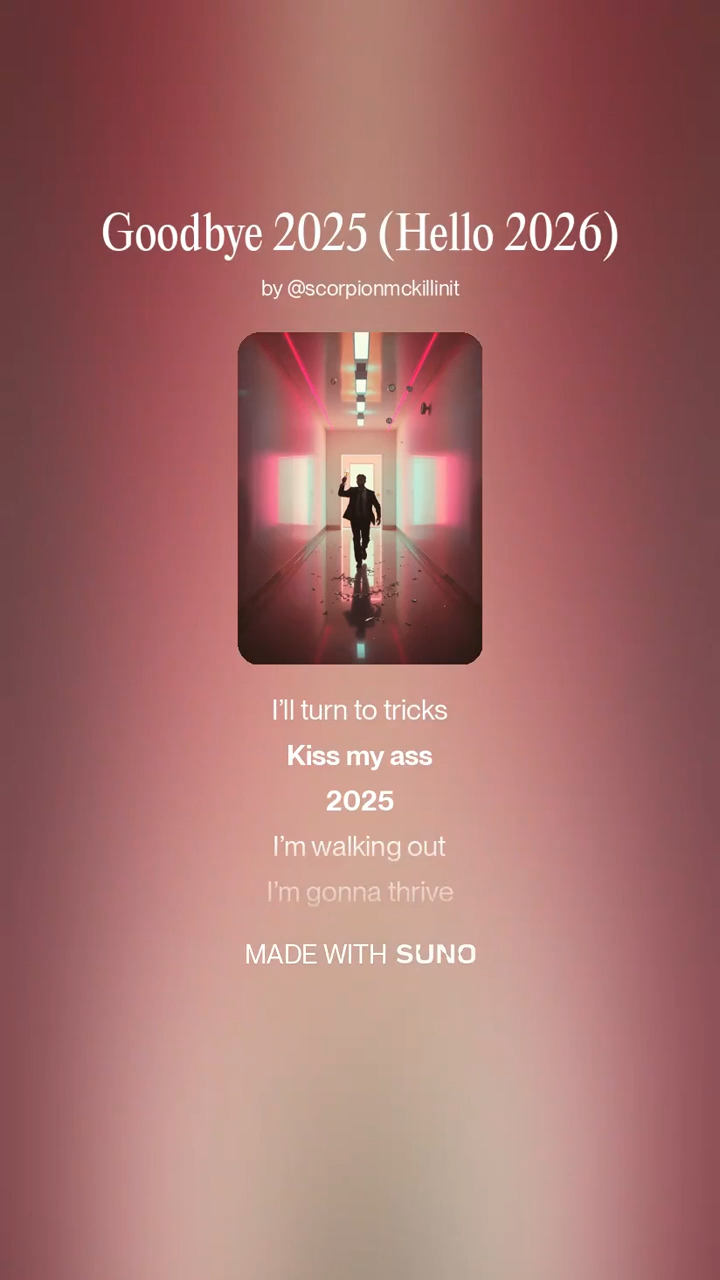 Goodbye 2025 (Hello 2026)
by @scorpionmckillinit
I'll turn to tricks
Kiss my ass
2025
I'm walking out
I'm gonna thrive
MADE WITH SUNO